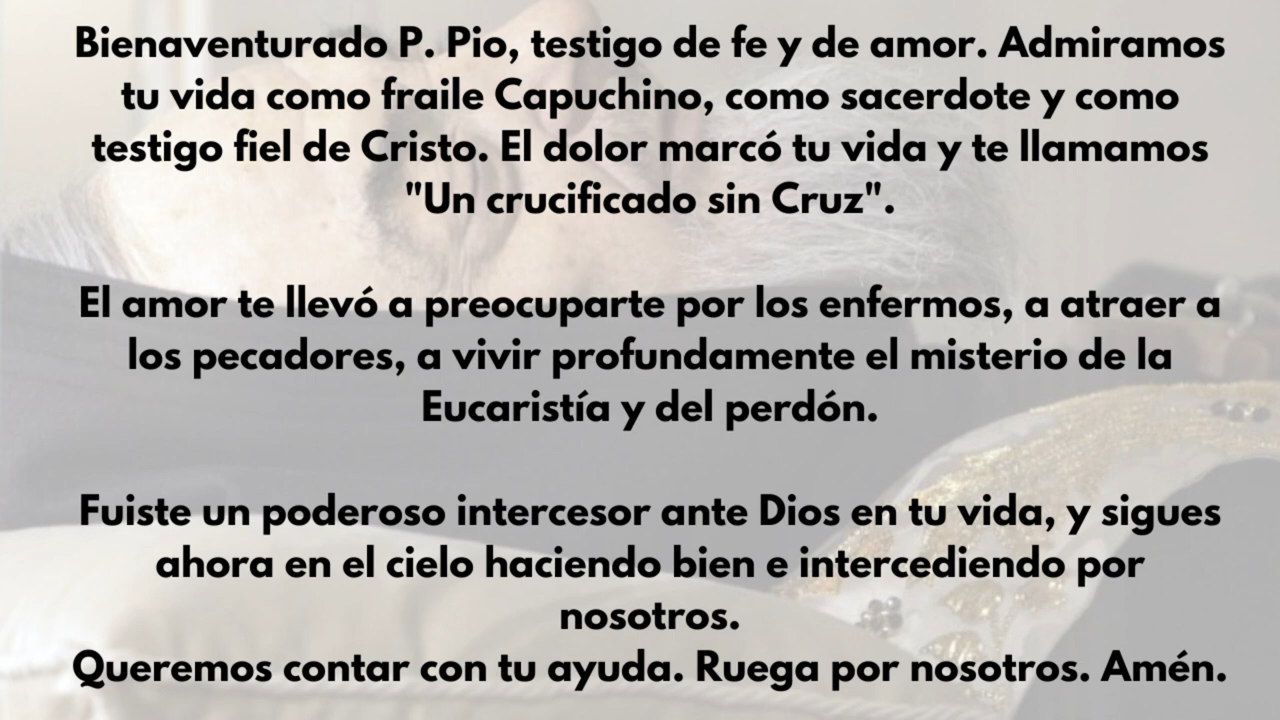 Bienaventurado P. Pio, testigo de fe y de amor. Admiramos
tu vida como fraile Capuchino, como sacerdote y como
testigo fiel de Cristo. El dolor marcó tu vida y te llamamos
"Un crucificado sin Cruz".
El amor te llevó a preocuparte por los enfermos, a atraer a
los pecadores, a vivir profundamente el misterio de la
Eucaristía y del perdón.
Fuiste un poderoso intercesor ante Dios en tu vida, y sigues
ahora en el cielo haciendo bien e intercediendo por
nosotros.
Queremos contar con tu ayuda. Ruega por nosotros. Amén.